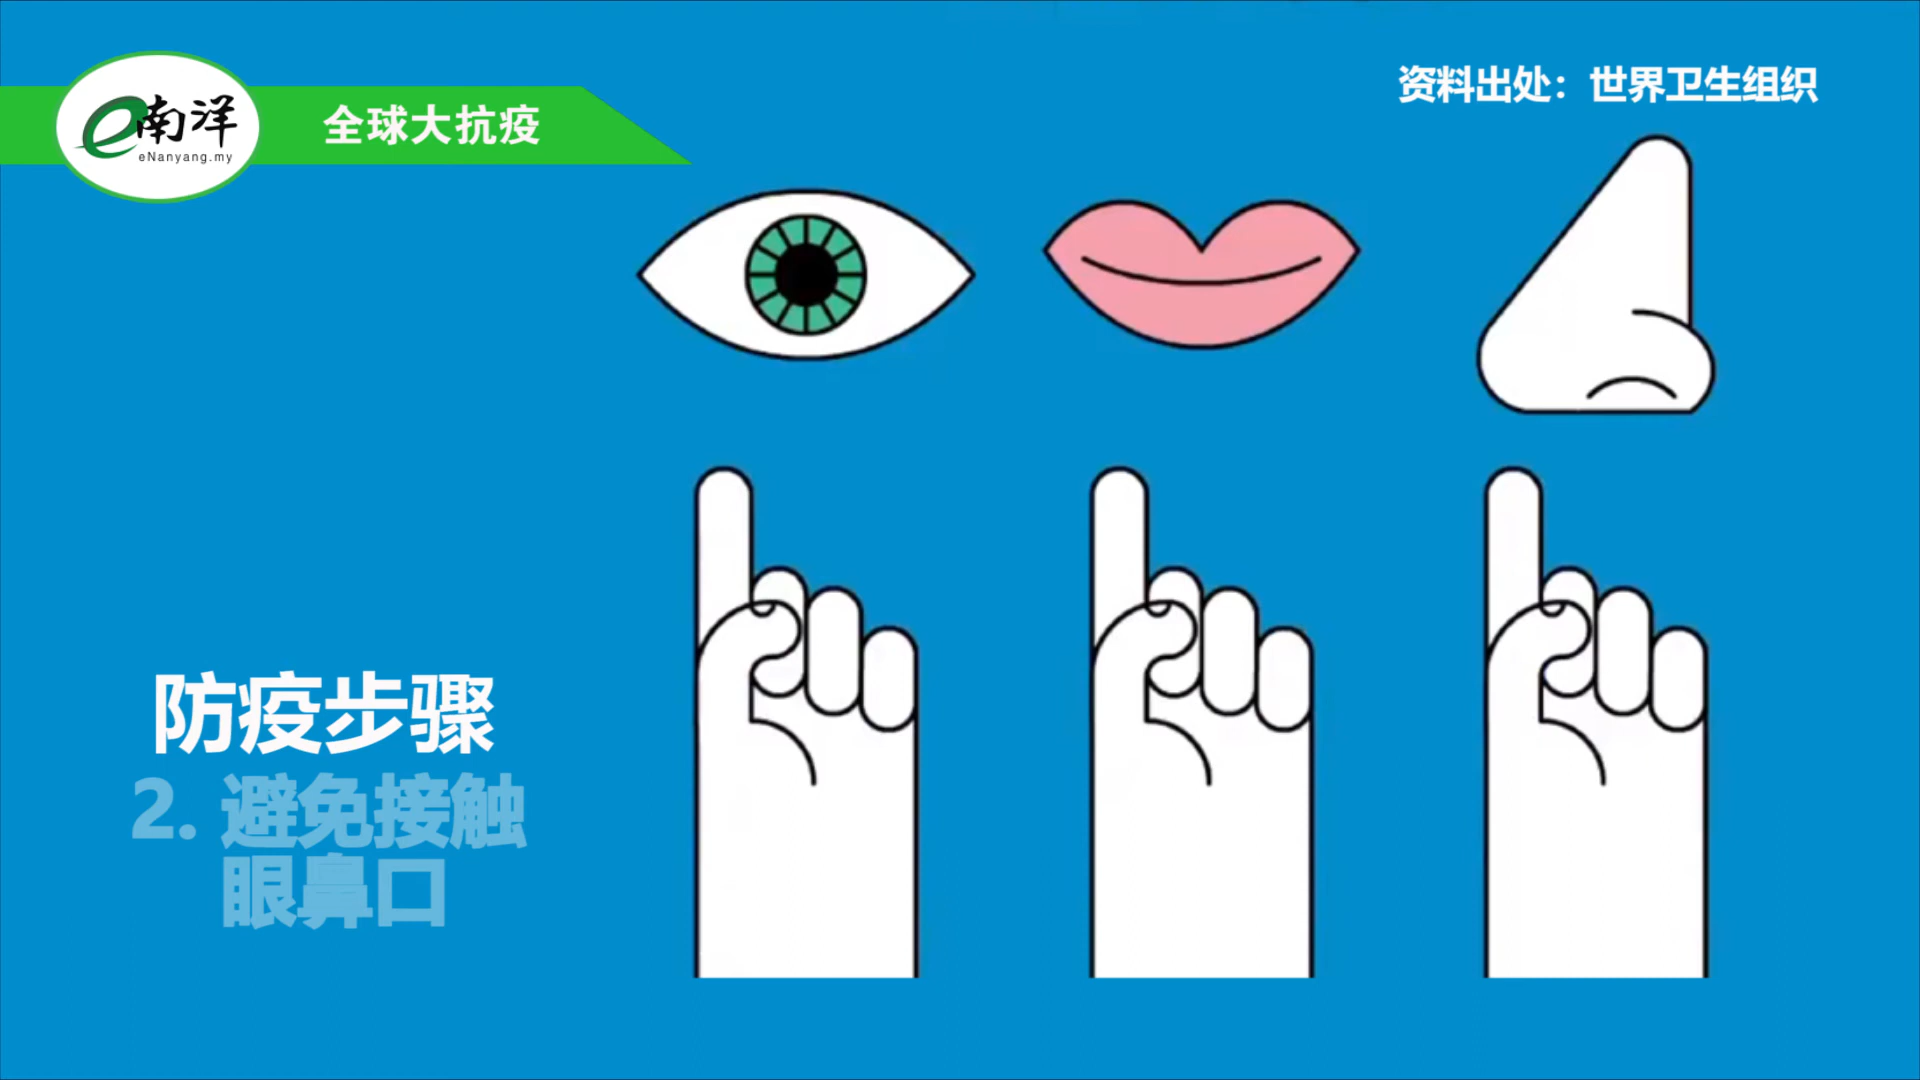 e南洋
eNanyang.my
全球大抗疫
资料出处：世界卫生组织
防疫步骤
2. 避免接触
眼鼻口